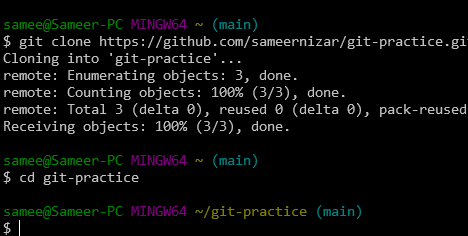 samee@Sameer-PC MINGW64 ~ (main)
$ git clone https://github.com/sameernizar/git-practice.git
Cloning into 'git-practice'...
remote: Enumerating objects: 3, done.
remote: Counting objects: 100% (3/3), done.
remote: Total 3 (delta 0), reused 0 (delta 0), pack-reused
Receiving objects: 100% (3/3), done.
samee@Sameer-PC MINGW64 ~ (main)
$ cd git-practice
samee@Sameer-PC MINGW64 ~/git-practice (main)
$